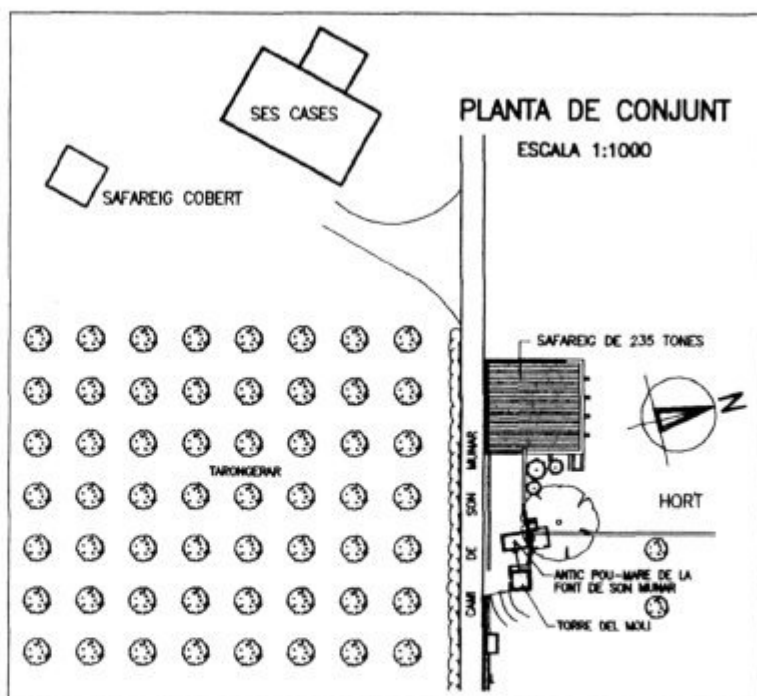 SES CASES
PLANTA DE CONJUNT
ESCALA 1:1000
SAFAREIG COBERT
SAFAREIG DE 235 TONES
N
TARONGERAR
CAMI DE SON MUNAR
HORT
ANTIC POU-MARE DE LA
FONT DE SON MUNAR
TORRE DEL MOLI